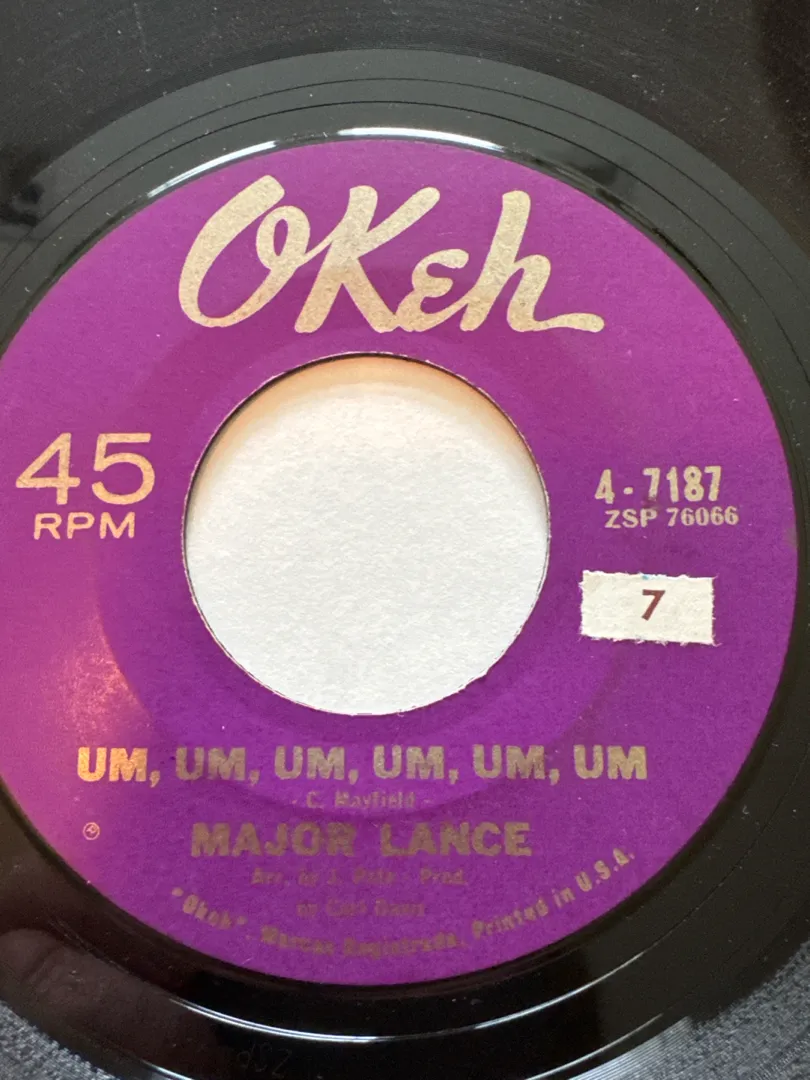 OKeh
45
RPM
4-7187
ZSP 76066
7
UM, UM, UM, UM, UM, UM
- C. Mayfield -
MAJOR LANCE
Arr. by J. Pate - Prod.
by Carl Davis
"Okeh", Marcas Registrada. Printed in U.S.A.
ZSP